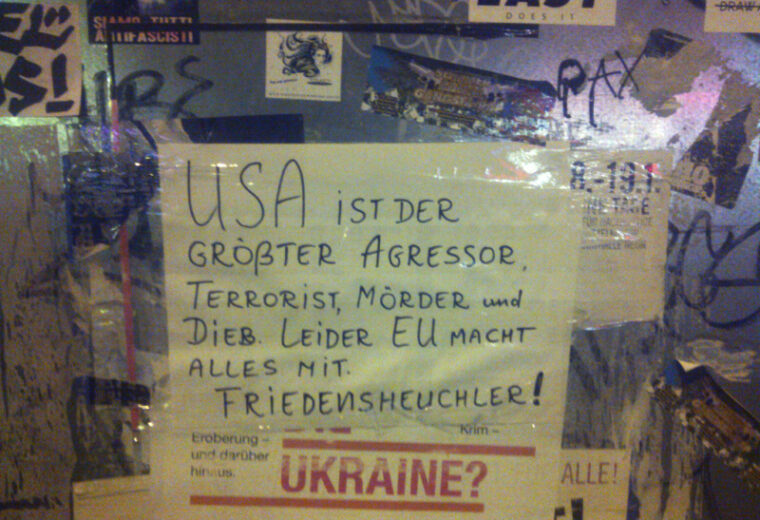 SIAMO TUTTI
ANTIFASCISTI
DOES IT
DRAW
PAX
USA IST DER
GRÖßTER AGRESSOR,
TERRORIST, MÖRDER und
DIEB. LEIDER EU MACHT
ALLES MIT.
FRIEDENSHEUCHLER!
8.-19.1.
Eroberung –
und darüber
hinaus.
Krim –
DIE
UKRAINE?
ALLE!